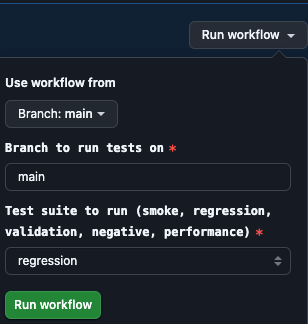 Run workflow
Use workflow from
Branch: main
Branch to run tests on *
main
Test suite to run (smoke, regression,
validation, negative, performance) *
regression
Run workflow